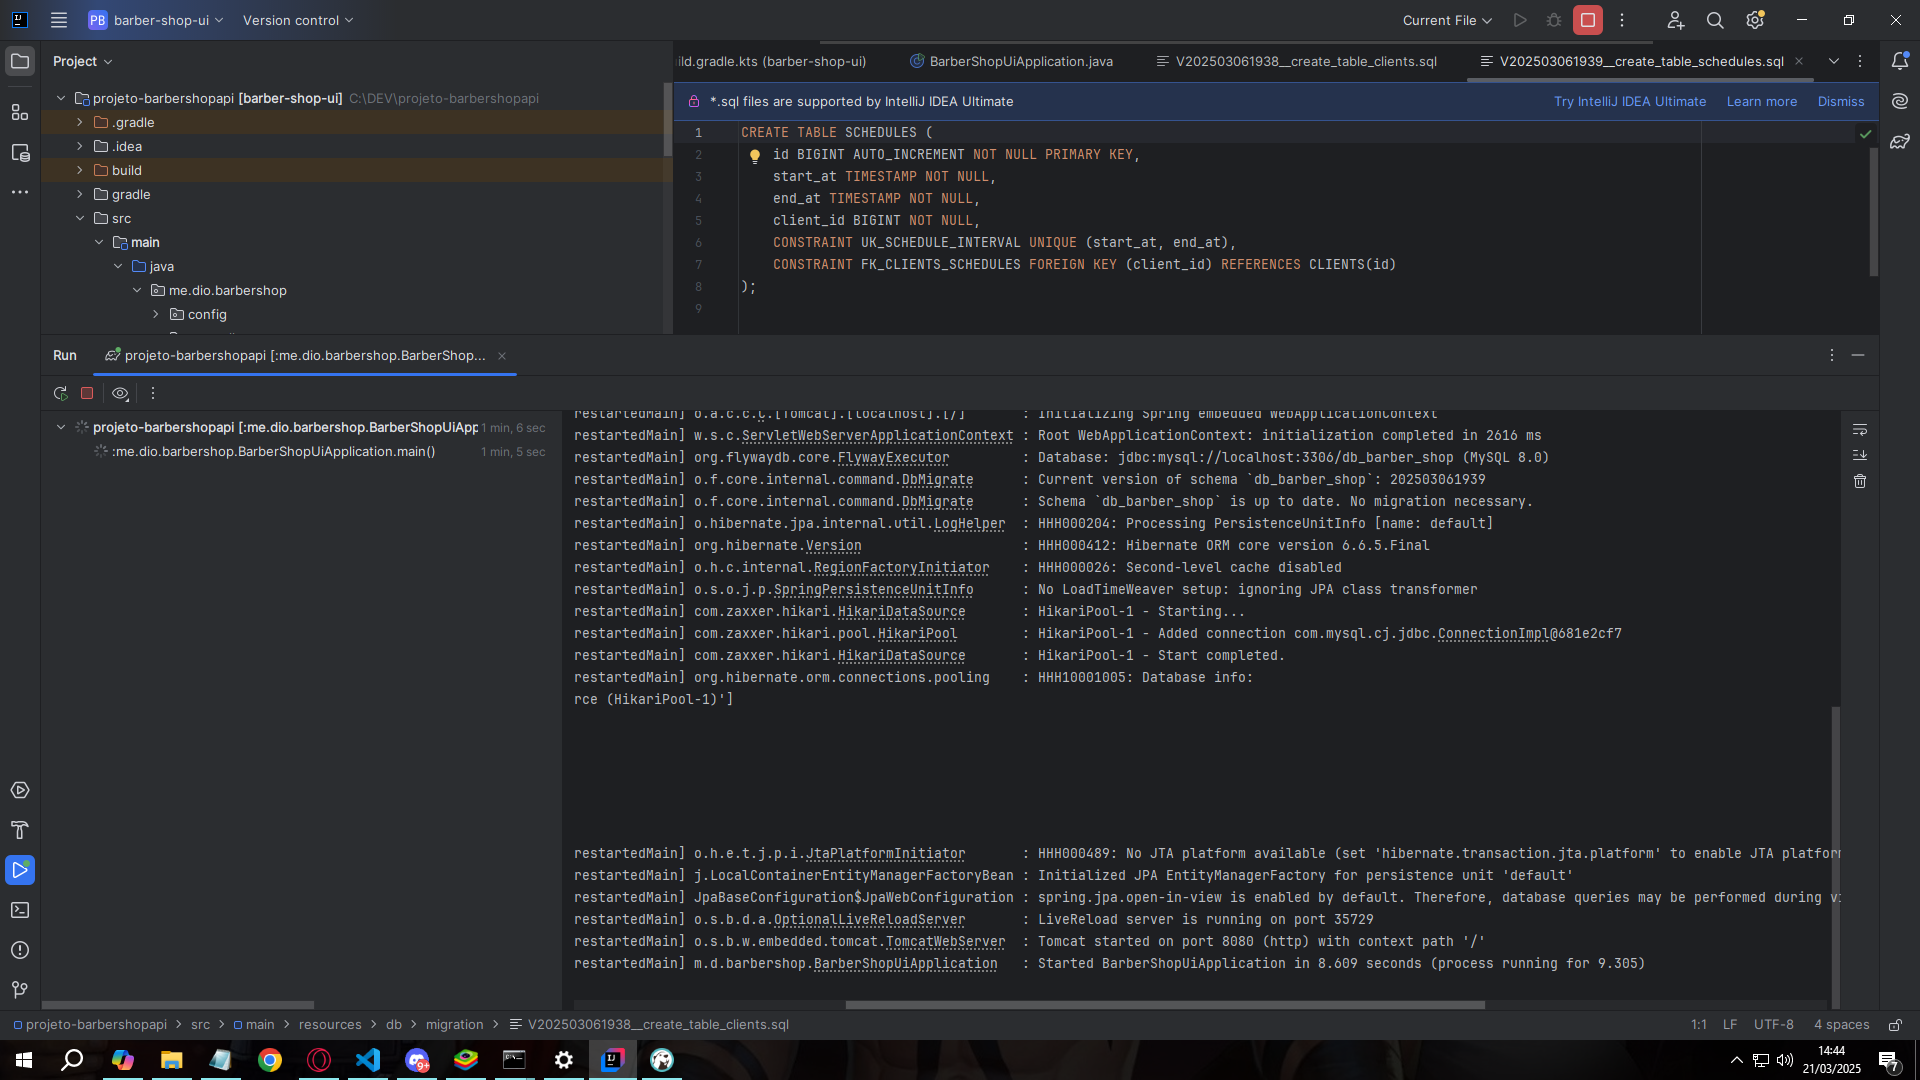 PB barber-shop-ui Version control Current File
Project
projeto-barbershopapi [barber-shop-ui] C:\DEV\projeto-barbershopapi
.gradle
.idea
build
gradle
src
main
java
me.dio.barbershop
config
ild.gradle.kts (barber-shop-ui) BarberShopUiApplication.java V202503061938__create_table_clients.sql V202503061939__create_table_schedules.sql
*.sql files are supported by IntelliJ IDEA Ultimate Try IntelliJ IDEA Ultimate Learn more Dismiss
1 CREATE TABLE SCHEDULES (
2 id BIGINT AUTO_INCREMENT NOT NULL PRIMARY KEY,
3 start_at TIMESTAMP NOT NULL,
4 end_at TIMESTAMP NOT NULL,
5 client_id BIGINT NOT NULL,
6 CONSTRAINT UK_SCHEDULE_INTERVAL UNIQUE (start_at, end_at),
7 CONSTRAINT FK_CLIENTS_SCHEDULES FOREIGN KEY (client_id) REFERENCES CLIENTS(id)
8 );
9
Run projeto-barbershopapi [:me.dio.barbershop.BarberShop...
projeto-barbershopapi [:me.dio.barbershop.BarberShopUiApp 1 min, 6 sec
:me.dio.barbershop.BarberShopUiApplication.main() 1 min, 5 sec
restartedMain] o.a.c.c.C.[Tomcat].[localhost].[/] : Initializing Spring embedded WebApplicationContext
restartedMain] w.s.c.ServletWebServerApplicationContext : Root WebApplicationContext: initialization completed in 2616 ms
restartedMain] org.flywaydb.core.FlywayExecutor : Database: jdbc:mysql://localhost:3306/db_barber_shop (MySQL 8.0)
restartedMain] o.f.core.internal.command.DbMigrate : Current version of schema `db_barber_shop`: 202503061939
restartedMain] o.f.core.internal.command.DbMigrate : Schema `db_barber_shop` is up to date. No migration necessary.
restartedMain] o.hibernate.jpa.internal.util.LogHelper : HHH000204: Processing PersistenceUnitInfo [name: default]
restartedMain] org.hibernate.Version : HHH000412: Hibernate ORM core version 6.6.5.Final
restartedMain] o.h.c.internal.RegionFactoryInitiator : HHH000026: Second-level cache disabled
restartedMain] o.s.o.j.p.SpringPersistenceUnitInfo : No LoadTimeWeaver setup: ignoring JPA class transformer
restartedMain] com.zaxxer.hikari.HikariDataSource : HikariPool-1 - Starting...
restartedMain] com.zaxxer.hikari.pool.HikariPool : HikariPool-1 - Added connection com.mysql.cj.jdbc.ConnectionImpl@681e2cf7
restartedMain] com.zaxxer.hikari.HikariDataSource : HikariPool-1 - Start completed.
restartedMain] org.hibernate.orm.connections.pooling : HHH10001005: Database info:
rce (HikariPool-1)']
restartedMain] o.h.e.t.j.p.i.JtaPlatformInitiator : HHH000489: No JTA platform available (set 'hibernate.transaction.jta.platform' to enable JTA platfor
restartedMain] j.LocalContainerEntityManagerFactoryBean : Initialized JPA EntityManagerFactory for persistence unit 'default'
restartedMain] JpaBaseConfiguration$JpaWebConfiguration : spring.jpa.open-in-view is enabled by default. Therefore, database queries may be performed during v
restartedMain] o.s.b.d.a.OptionalLiveReloadServer : LiveReload server is running on port 35729
restartedMain] o.s.b.w.embedded.tomcat.TomcatWebServer : Tomcat started on port 8080 (http) with context path '/'
restartedMain] m.d.barbershop.BarberShopUiApplication : Started BarberShopUiApplication in 8.609 seconds (process running for 9.305)
projeto-barbershopapi > src > main > resources > db > migration > V202503061938__create_table_clients.sql 1:1 LF UTF-8 4 spaces
14:44
21/03/2025
9+
7